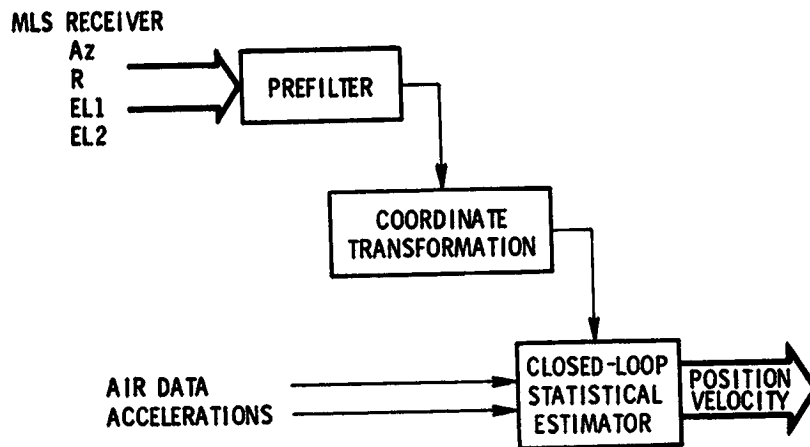 MLS RECEIVER
Az
R
EL1
EL2
PREFILTER
COORDINATE
TRANSFORMATION
AIR DATA
ACCELERATIONS
CLOSED-LOOP
STATISTICAL
ESTIMATOR
POSITION
VELOCITY